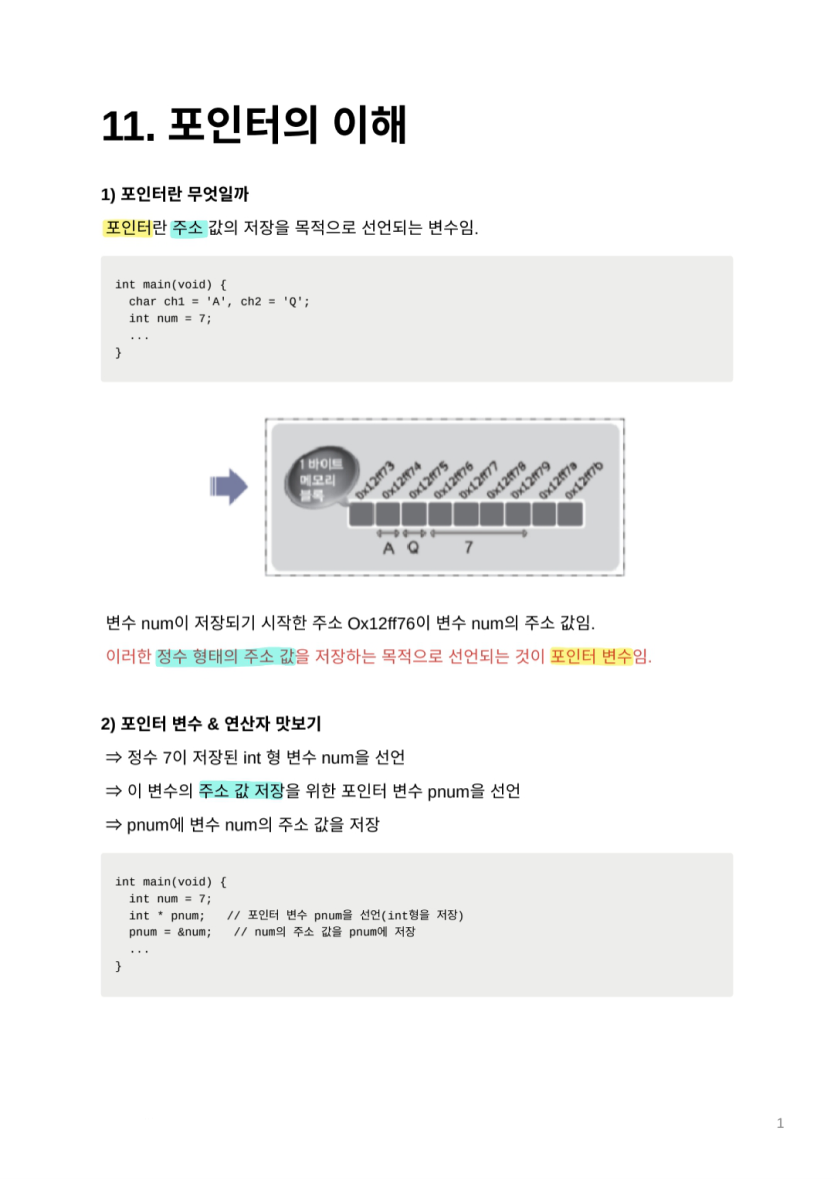 11. 포인터의 이해
1) 포인터란 무엇일까
포인터란 주소 값의 저장을 목적으로 선언되는 변수임.
int main(void) {
char ch1 = 'A', ch2 = 'Q';
int num = 7;
...
}
1 바이트
메모리
블록
0x12ff73 0x12ff74 0x12ff75 0x12ff76 0x12ff77 0x12ff78 0x12ff79 0x12ff7a 0x12ff7b
A Q 7
변수 num이 저장되기 시작한 주소 Ox12ff76이 변수 num의 주소 값임.
이러한 정수 형태의 주소 값을 저장하는 목적으로 선언되는 것이 포인터 변수임.
2) 포인터 변수 & 연산자 맛보기
⇒ 정수 7이 저장된 int 형 변수 num을 선언
⇒ 이 변수의 주소 값 저장을 위한 포인터 변수 pnum을 선언
⇒ pnum에 변수 num의 주소 값을 저장
int main(void) {
int num = 7;
int * pnum; // 포인터 변수 pnum을 선언(int형을 저장)
pnum = &num; // num의 주소 값을 pnum에 저장
...
}
1